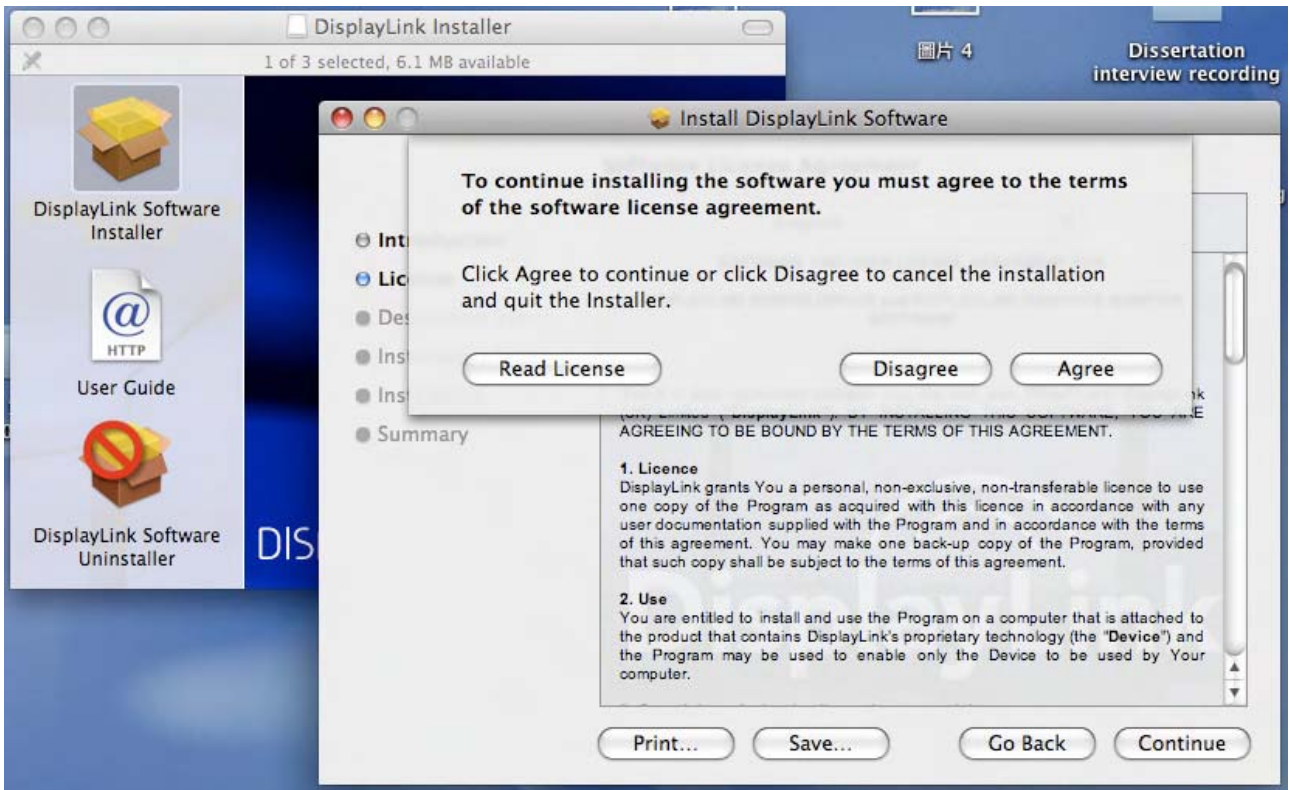 DisplayLink Installer
1 of 3 selected, 6.1 MB available
圖片 4
Dissertation
interview recording
DisplayLink Software
Installer
HTTP
User Guide
DisplayLink Software
Uninstaller
DIS
Install DisplayLink Software
To continue installing the software you must agree to the terms
of the software license agreement.
Click Agree to continue or click Disagree to cancel the installation
and quit the Installer.
Read License
Disagree
Agree
Int
Lic
Des
Ins
Ins
Summary
AGREEING TO BE BOUND BY THE TERMS OF THIS AGREEMENT.
1. Licence
DisplayLink grants You a personal, non-exclusive, non-transferable licence to use
one copy of the Program as acquired with this licence in accordance with any
user documentation supplied with the Program and in accordance with the terms
of this agreement. You may make one back-up copy of the Program, provided
that such copy shall be subject to the terms of this agreement.
2. Use
You are entitled to install and use the Program on a computer that is attached to
the product that contains DisplayLink's proprietary technology (the "Device") and
the Program may be used to enable only the Device to be used by Your
computer.
Print...
Save...
Go Back
Continue